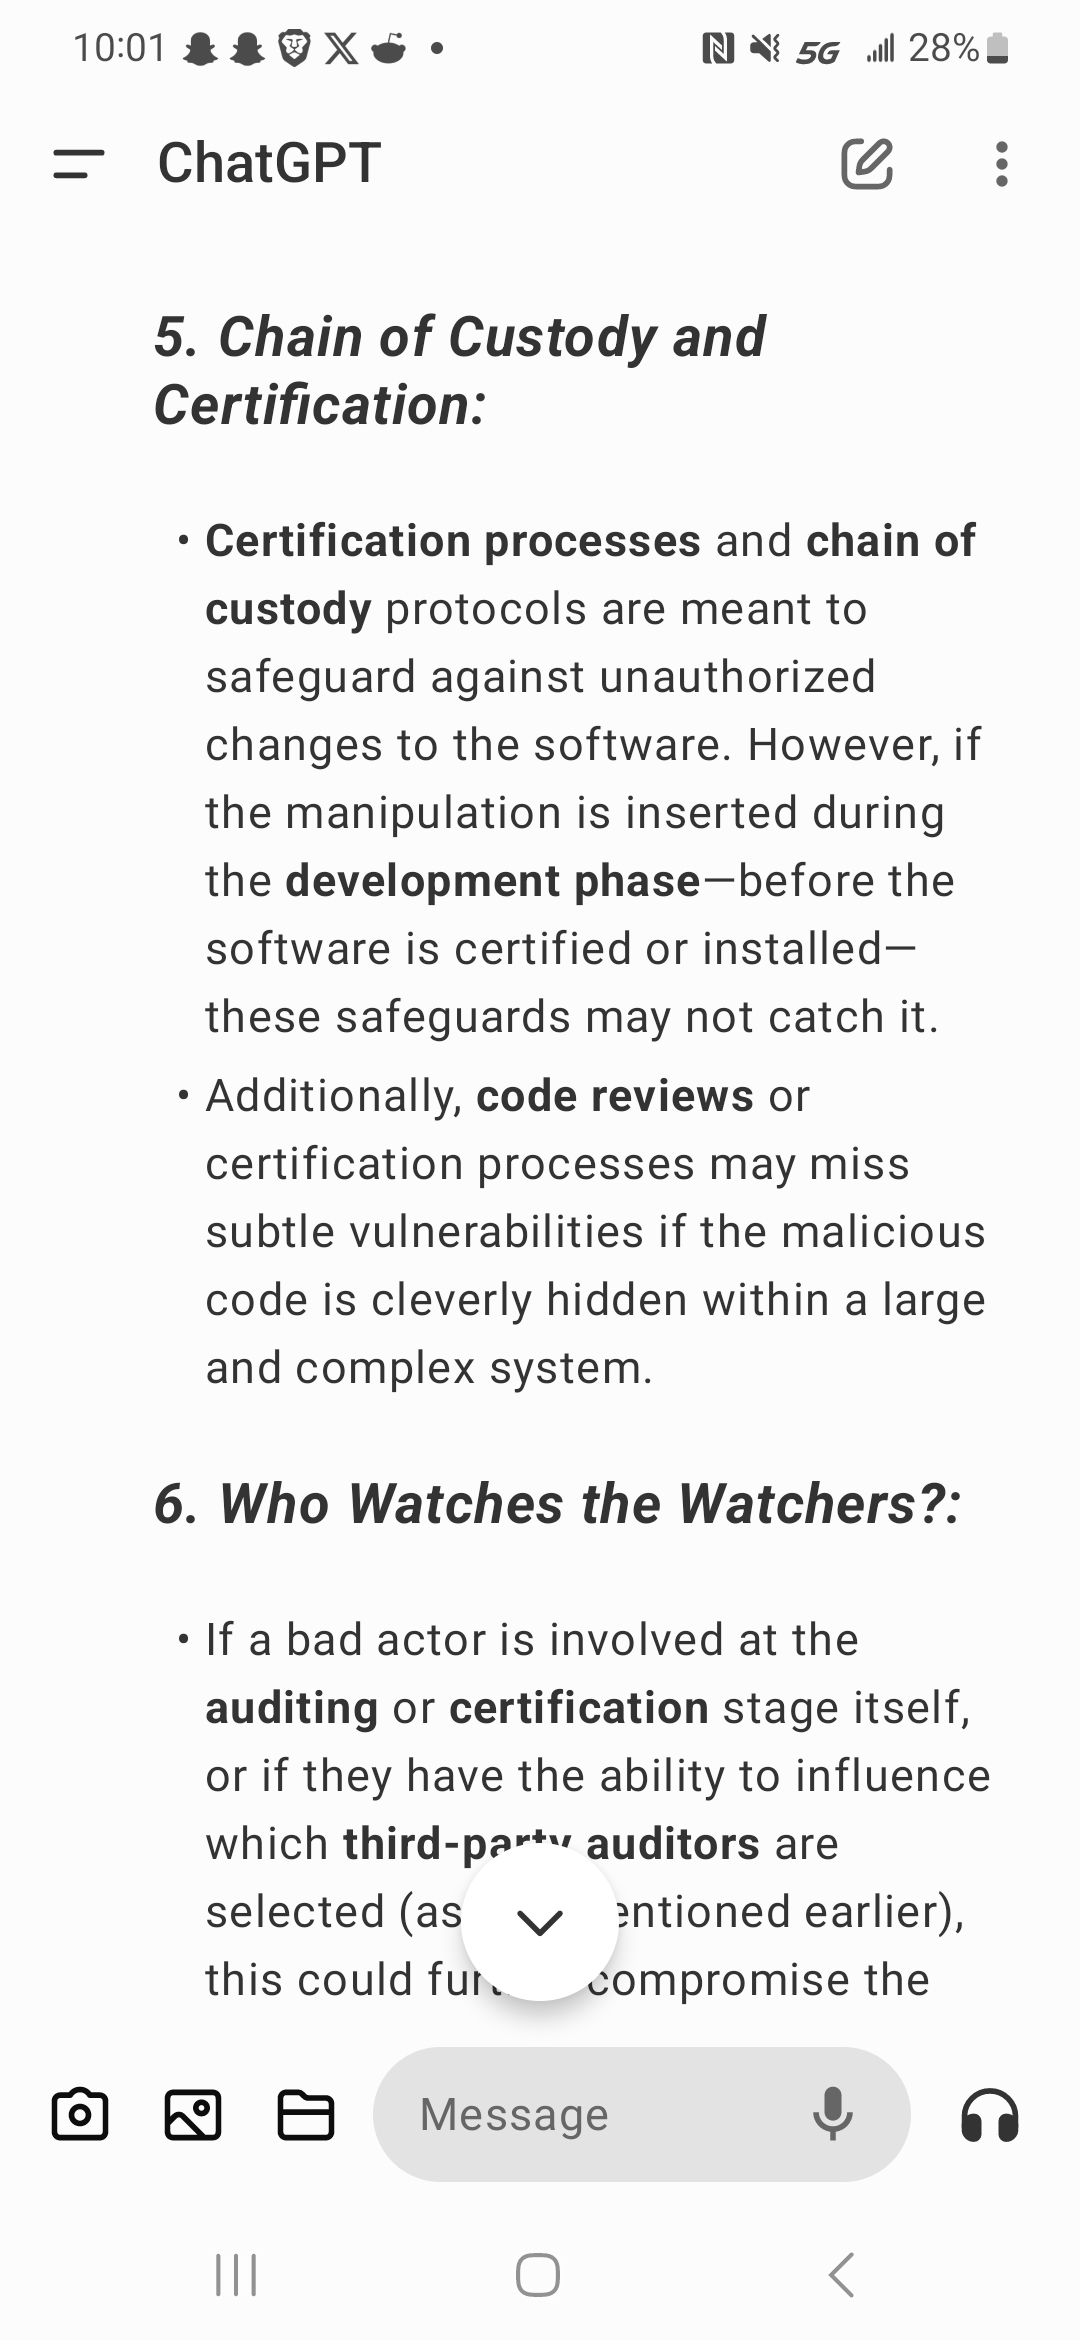 10:01 5G 28%
ChatGPT
5. Chain of Custody and
Certification:
• Certification processes and chain of
custody protocols are meant to
safeguard against unauthorized
changes to the software. However, if
the manipulation is inserted during
the development phase—before the
software is certified or installed—
these safeguards may not catch it.
• Additionally, code reviews or
certification processes may miss
subtle vulnerabilities if the malicious
code is cleverly hidden within a large
and complex system.
6. Who Watches the Watchers?:
• If a bad actor is involved at the
auditing or certification stage itself,
or if they have the ability to influence
which third-party auditors are
selected (as entioned earlier),
this could compromise the
Message